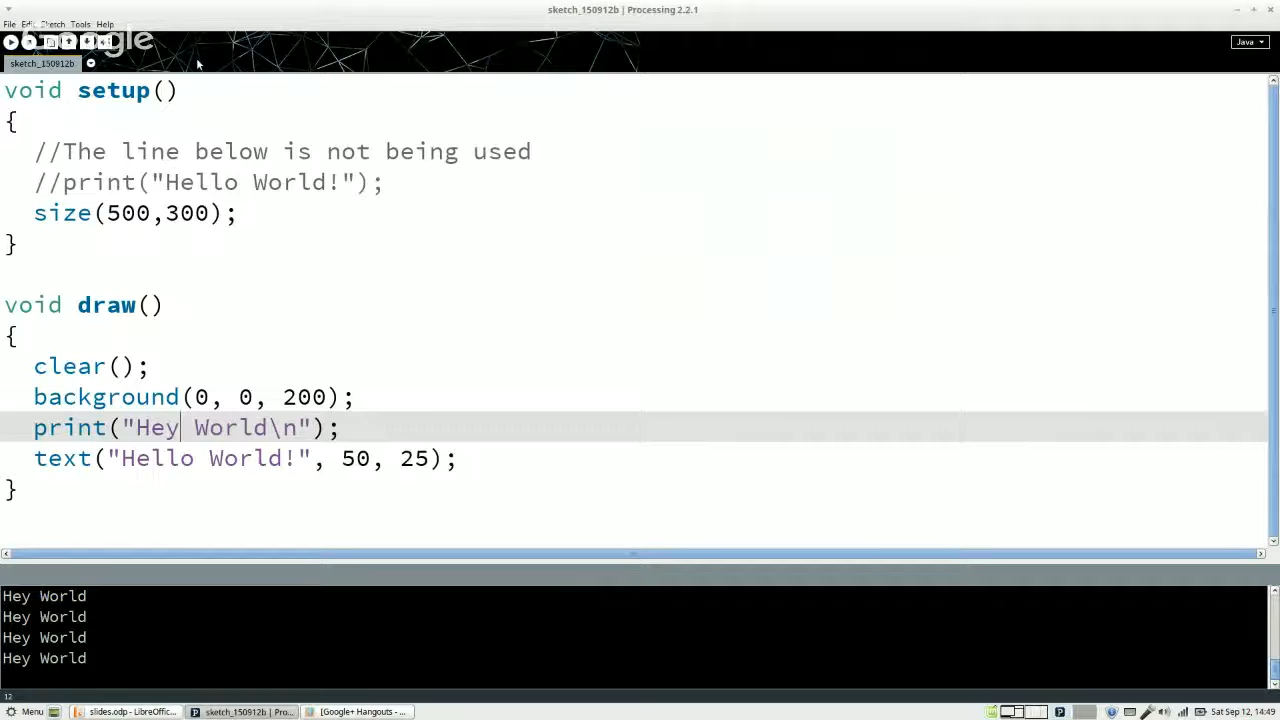 sketch_150912b | Processing 2.2.1
File Edit Sketch Tools Help
Google
Java
sketch_150912b
void setup()
{
//The line below is not being used
//print("Hello World!");
size(500,300);
}
void draw()
{
clear();
background(0, 0, 200);
print("Hey World\n");
text("Hello World!", 50, 25);
}
Hey World
Hey World
Hey World
Hey World
12
Menu slides.odp - LibreOffic... sketch_150912b | Pro... [Google+ Hangouts - ... Sat Sep 12, 14:49